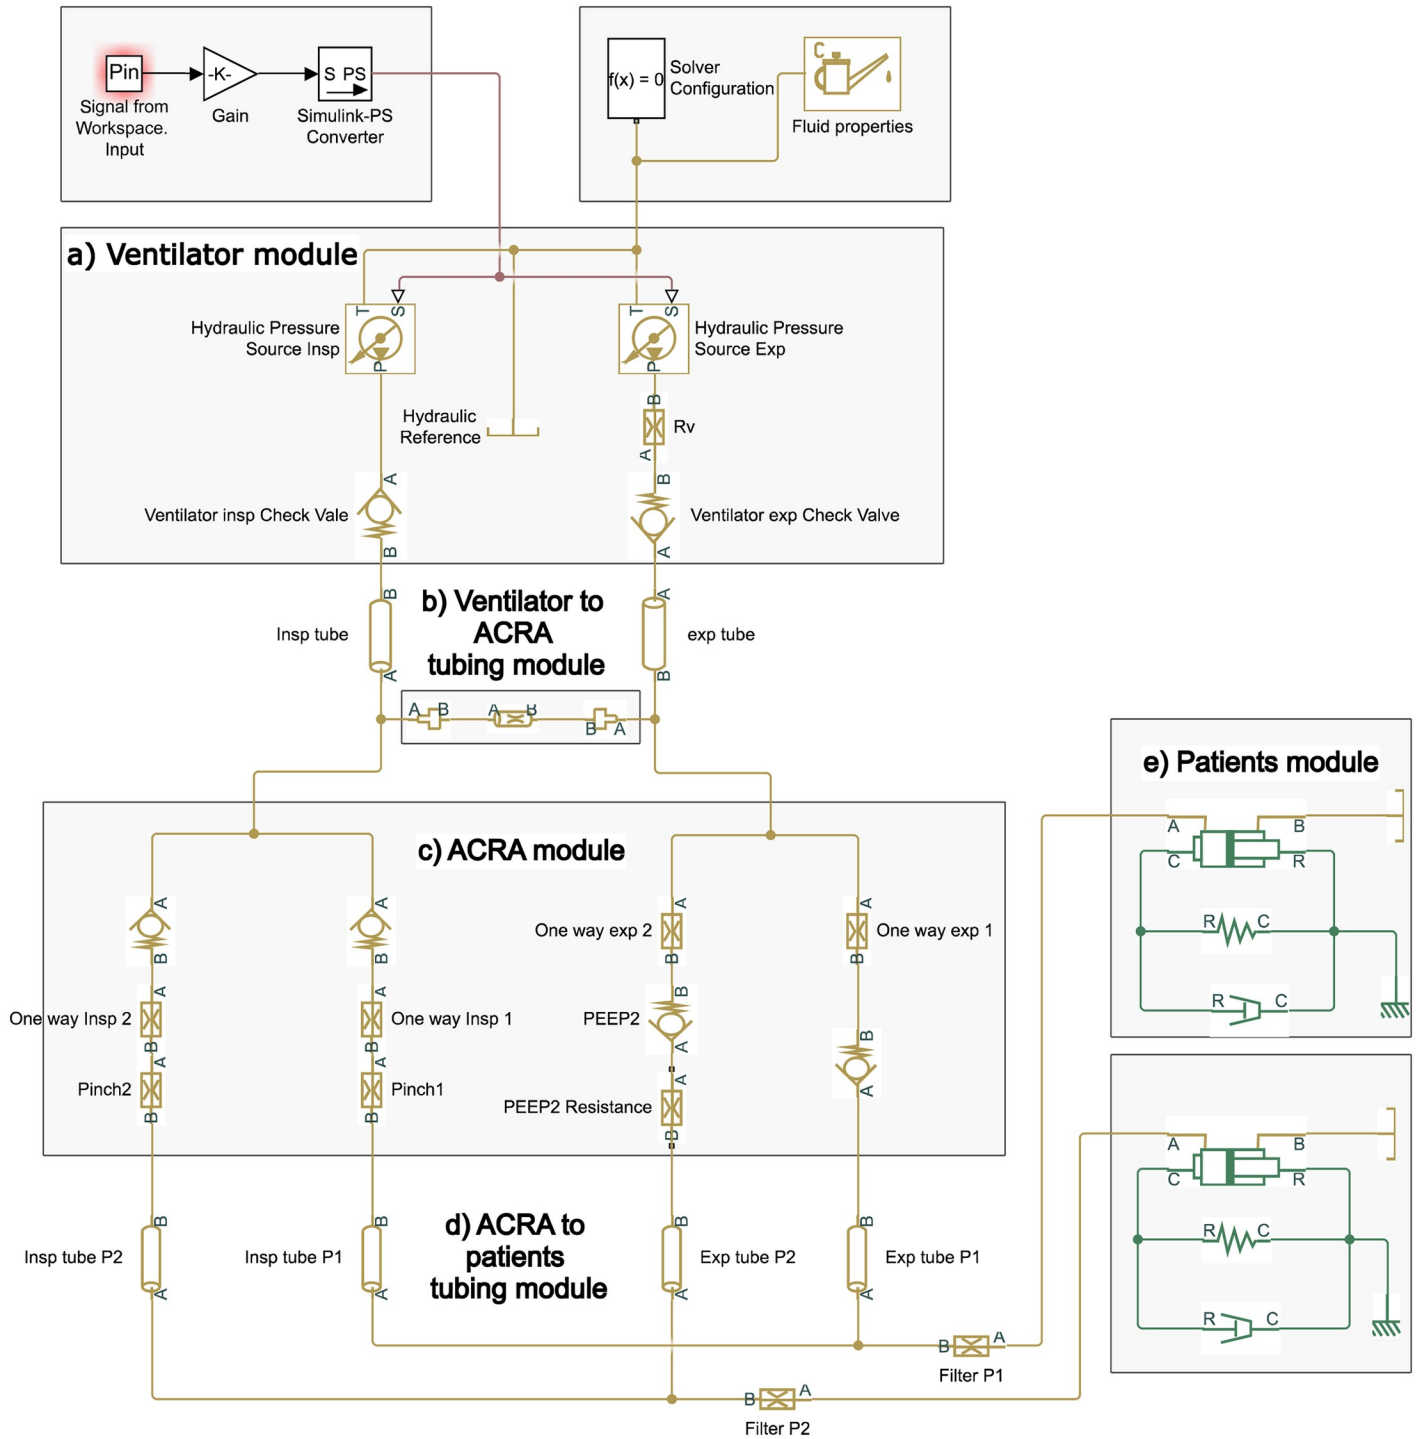 Pin
Signal from
Workspace.
Input
-K-
Gain
S PS
Simulink-PS
Converter
f(x) = 0
Solver
Configuration
C
Fluid properties
a) Ventilator module
T
S
P
Hydraulic Pressure
Source Insp
T
S
P
Hydraulic Pressure
Source Exp
Hydraulic
Reference
B
A
Rv
A
B
Ventilator insp Check Vale
B
A
Ventilator exp Check Valve
b) Ventilator to
ACRA
tubing module
B
A
Insp tube
A
B
exp tube
A B
A B
B A
c) ACRA module
A
B
A
B
A
B
One way Insp 2
A
B
Pinch2
A
B
One way Insp 1
A
B
Pinch1
A
B
One way exp 2
B
A
PEEP2
A
B
PEEP2 Resistance
A
B
One way exp 1
B
A
d) ACRA to
patients
tubing module
B
A
Insp tube P2
B
A
Insp tube P1
B
A
Exp tube P2
B
A
Exp tube P1
B A
Filter P1
B A
Filter P2
e) Patients module
A B
C R
R C
R C
A B
C R
R C
R C